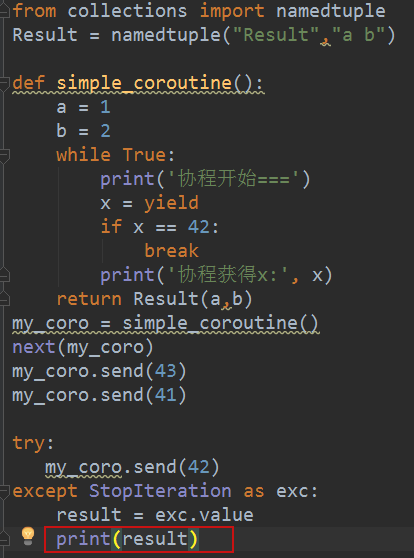 from collections import namedtuple
Result = namedtuple("Result","a b")
def simple_coroutine():
    a = 1
    b = 2
    while True:
        print('协程开始===')
        x = yield
        if x == 42:
            break
        print('协程获得x:', x)
    return Result(a,b)
my_coro = simple_coroutine()
next(my_coro)
my_coro.send(43)
my_coro.send(41)
try:
   my_coro.send(42)
except StopIteration as exc:
    result = exc.value
    print(result)